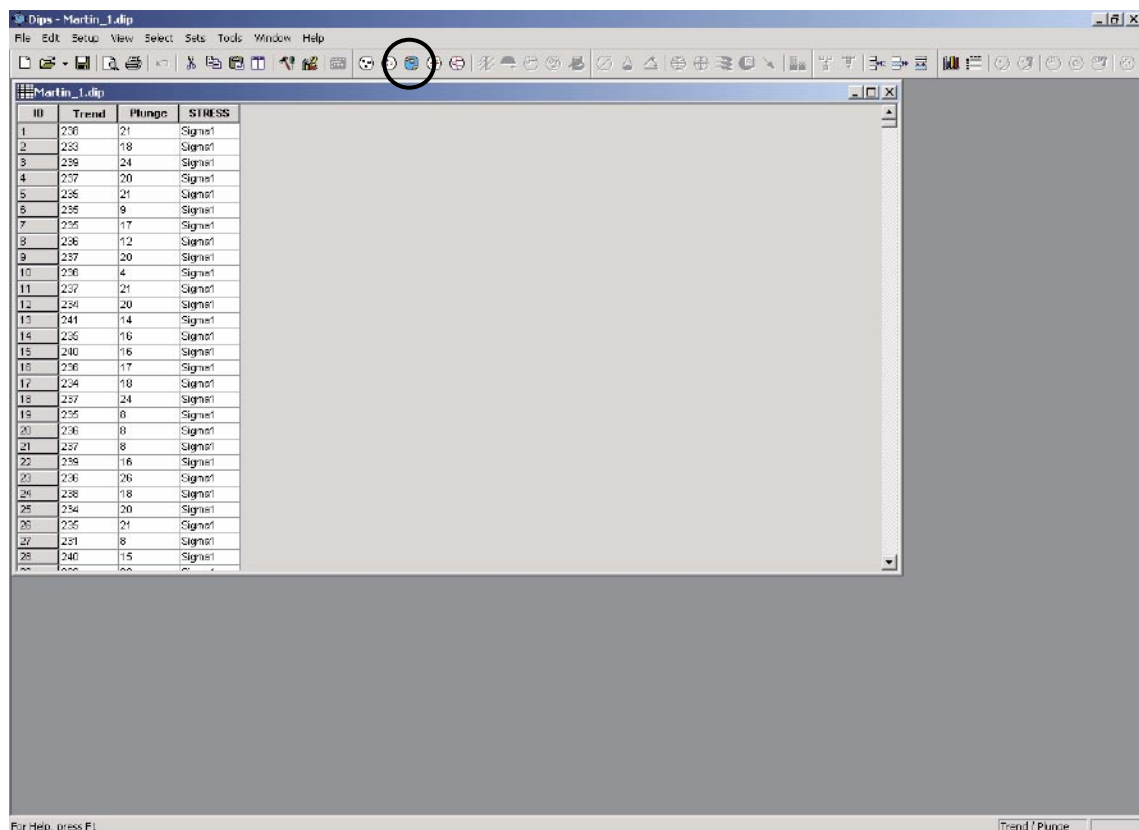 Dips - Martin_1.dip
File Edit Setup View Select Sets Tools Window Help
Martin_1.dip
ID Trend Plunge STRESS
1 21 Sigma1
2 233 18 Sigma1
3 239 24 Sigma1
4 237 20 Sigma1
5 235 21 Sigma1
6 235 9 Sigma1
7 235 17 Sigma1
8 236 12 Sigma1
9 237 20 Sigma1
10 4 Sigma1
11 237 21 Sigma1
12 234 20 Sigma1
13 241 14 Sigma1
14 235 16 Sigma1
15 240 16 Sigma1
16 17 Sigma1
17 234 18 Sigma1
18 237 24 Sigma1
19 235 8 Sigma1
20 236 8 Sigma1
21 237 8 Sigma1
22 239 16 Sigma1
23 236 26 Sigma1
24 238 18 Sigma1
25 234 20 Sigma1
26 235 21 Sigma1
27 231 8 Sigma1
28 240 15 Sigma1
For Help, press F1
Trend / Plunge